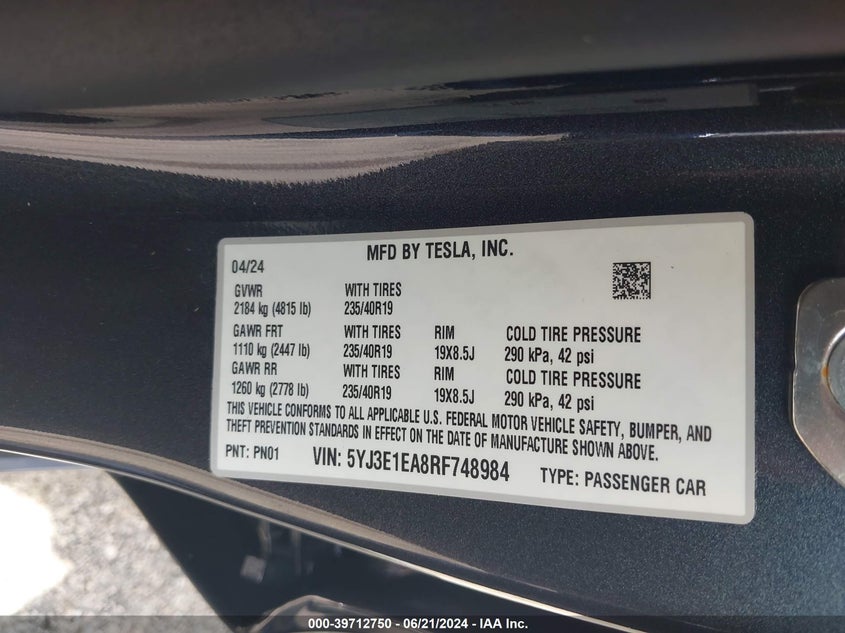 MFD BY TESLA, INC.
04/24
GVWR WITH TIRES
2184 kg (4815 lb) 235/40R19
GAWR FRT WITH TIRES RIM COLD TIRE PRESSURE
1110 kg (2447 lb) 235/40R19 19X8.5J 290 kPa, 42 psi
GAWR RR WITH TIRES RIM COLD TIRE PRESSURE
1260 kg (2778 lb) 235/40R19 19X8.5J 290 kPa, 42 psi
THIS VEHICLE CONFORMS TO ALL APPLICABLE U.S. FEDERAL MOTOR VEHICLE SAFETY, BUMPER, AND
THEFT PREVENTION STANDARDS IN EFFECT ON THE DATE OF MANUFACTURE SHOWN ABOVE.
PNT: PN01 VIN: 5YJ3E1EA8RF748984 TYPE: PASSENGER CAR
000-39712750 - 06/21/2024 - IAA Inc.